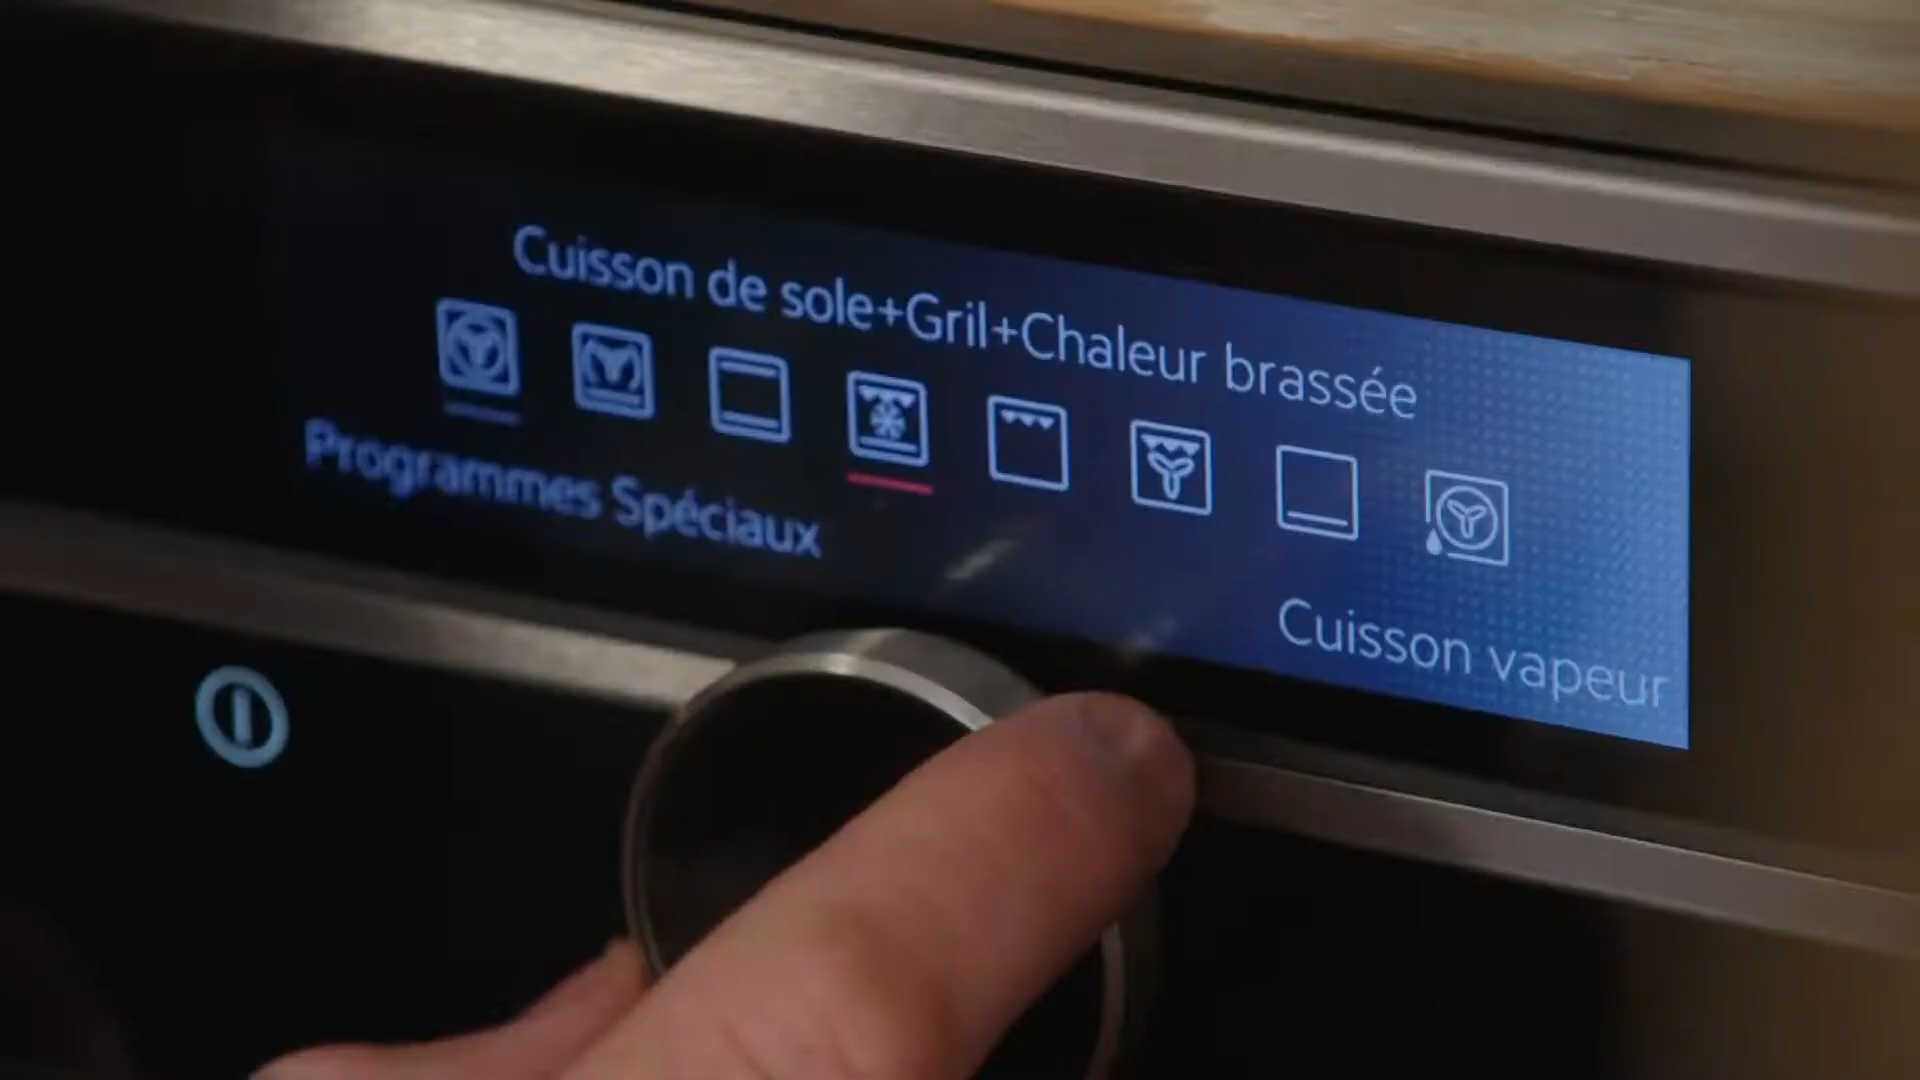 Cuisson de sole+Gril+Chaleur brassée
Programmes Spéciaux
Cuisson vapeur